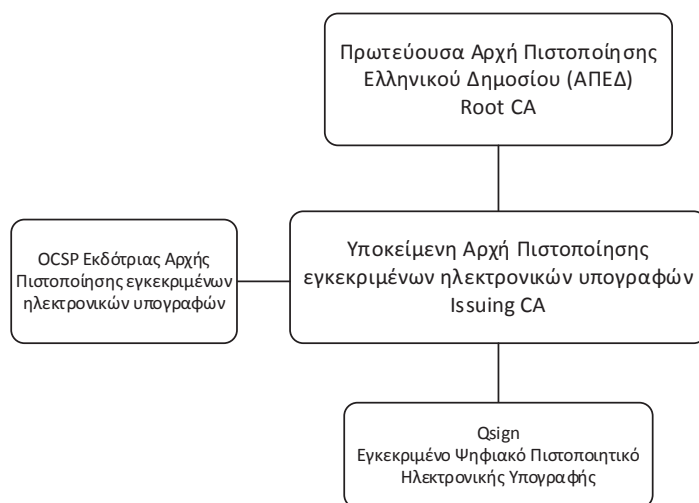 Πρωτεύουσα Αρχή Πιστοποίησης
Ελληνικού Δημοσίου (ΑΠΕΔ)
Root CA
OCSP Εκδότριας Αρχής
Πιστοποίησης εγκεκριμένων
ηλεκτρονικών υπογραφών
Υποκείμενη Αρχή Πιστοποίησης
εγκεκριμένων ηλεκτρονικών υπογραφών
Issuing CA
Qsign
Εγκεκριμένο Ψηφιακό Πιστοποιητικό
Ηλεκτρονικής Υπογραφής